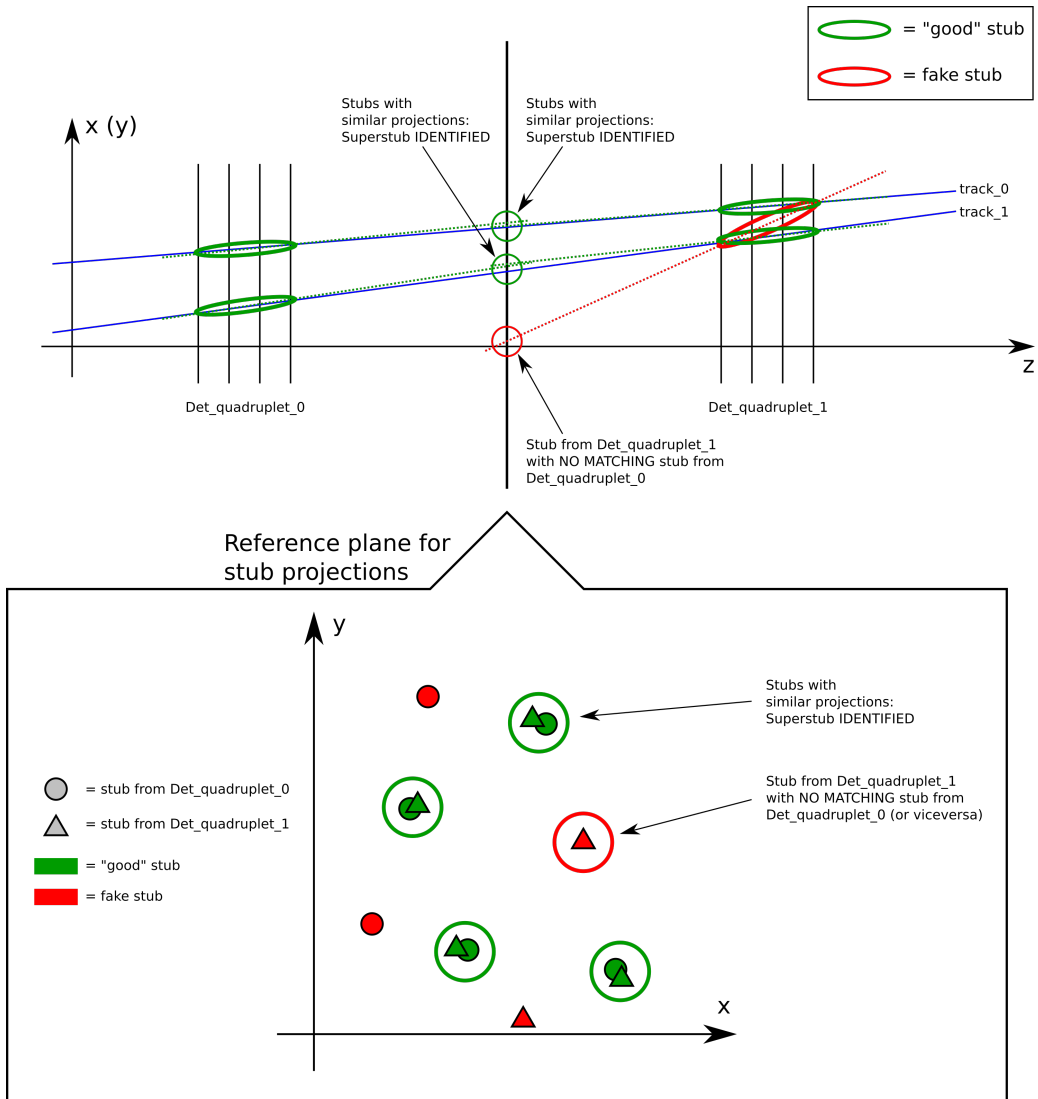 = "good" stub
= fake stub
Stubs with
similar projections:
Superstub IDENTIFIED
Stubs with
similar projections:
Superstub IDENTIFIED
x (y)
track_0
track_1
z
Det_quadruplet_0
Det_quadruplet_1
Stub from Det_quadruplet_1
with NO MATCHING stub from
Det_quadruplet_0
Reference plane for
stub projections
y
Stubs with
similar projections:
Superstub IDENTIFIED
Stub from Det_quadruplet_1
with NO MATCHING stub from
Det_quadruplet_0 (or viceversa)
= stub from Det_quadruplet_0
= stub from Det_quadruplet_1
= "good" stub
= fake stub
x